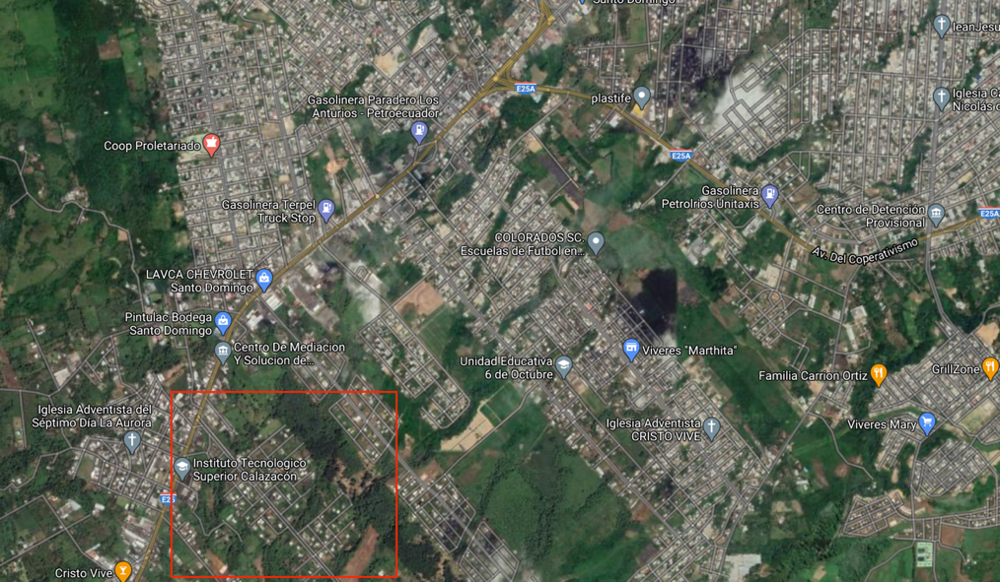 Santo Domingo
leanJesu
E25A
plastife
Gasolinera Paradero Los
Anturios - Petroecuador
Iglesia Ca
Nicolás d
Coop Proletariado
E25A
Gasolinera
Petrolrios Unitaxis
Gasolinera Terpel
Truck Stop
Centro de Detención
Provisional
E25A
COLORADOS SC.
Escuelas de Futbol en...
Av. Del Cooperativismo
LAVCA CHEVROLET
Santo Domingo
Pintulac Bodega
Santo Domingo
Centro De Mediacion
Y Solucion de...
Viveres "Marthita"
Unidad Educativa
6 de Octubre
Familia Carrion Ortiz
GrillZone
Iglesia Adventista del
Séptimo Día La Aurora
Iglesia Adventista
CRISTO VIVE
Viveres Mary
Instituto Tecnologico
Superior Calazacón
E25
Cristo Vive